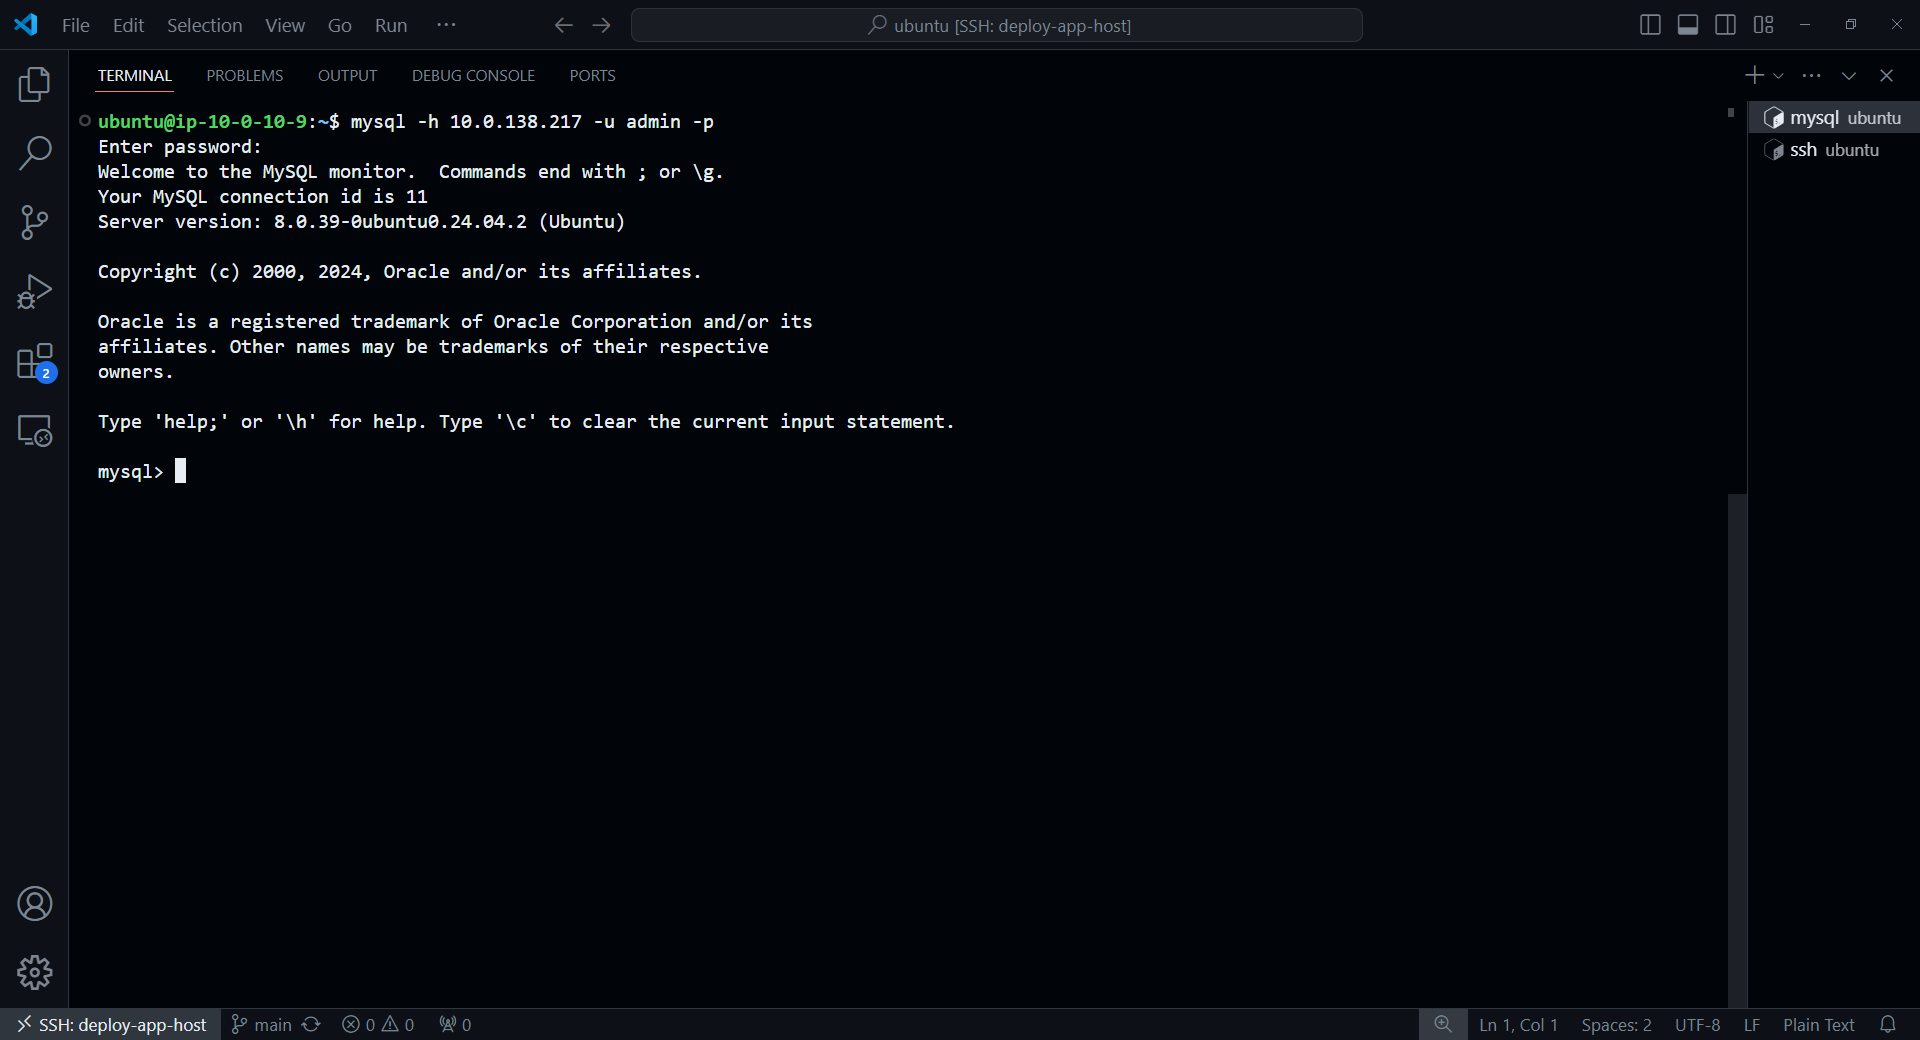 File Edit Selection View Go Run ···
ubuntu [SSH: deploy-app-host]
TERMINAL PROBLEMS OUTPUT DEBUG CONSOLE PORTS
ubuntu@ip-10-0-10-9:~$ mysql -h 10.0.138.217 -u admin -p
Enter password:
Welcome to the MySQL monitor.  Commands end with ; or \g.
Your MySQL connection id is 11
Server version: 8.0.39-0ubuntu0.24.04.2 (Ubuntu)
Copyright (c) 2000, 2024, Oracle and/or its affiliates.
Oracle is a registered trademark of Oracle Corporation and/or its
affiliates. Other names may be trademarks of their respective
owners.
Type 'help;' or '\h' for help. Type '\c' to clear the current input statement.
mysql>
mysql ubuntu
ssh ubuntu
2
SSH: deploy-app-host main 0 0 0 Ln 1, Col 1 Spaces: 2 UTF-8 LF Plain Text